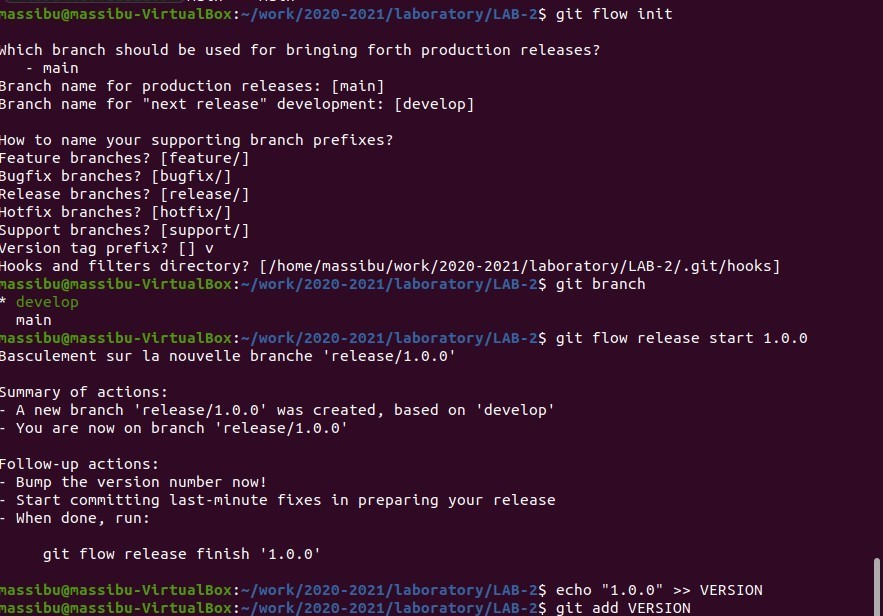 massibu@massibu-VirtualBox:~/work/2020-2021/laboratory/LAB-2$ git flow init
Which branch should be used for bringing forth production releases?
- main
Branch name for production releases: [main]
Branch name for "next release" development: [develop]
How to name your supporting branch prefixes?
Feature branches? [feature/]
Bugfix branches? [bugfix/]
Release branches? [release/]
Hotfix branches? [hotfix/]
Support branches? [support/]
Version tag prefix? [] v
Hooks and filters directory? [/home/massibu/work/2020-2021/laboratory/LAB-2/.git/hooks]
massibu@massibu-VirtualBox:~/work/2020-2021/laboratory/LAB-2$ git branch
* develop
main
massibu@massibu-VirtualBox:~/work/2020-2021/laboratory/LAB-2$ git flow release start 1.0.0
Basculement sur la nouvelle branche 'release/1.0.0'
Summary of actions:
- A new branch 'release/1.0.0' was created, based on 'develop'
- You are now on branch 'release/1.0.0'
Follow-up actions:
- Bump the version number now!
- Start committing last-minute fixes in preparing your release
- When done, run:
git flow release finish '1.0.0'
massibu@massibu-VirtualBox:~/work/2020-2021/laboratory/LAB-2$ echo "1.0.0" >> VERSION
massibu@massibu-VirtualBox:~/work/2020-2021/laboratory/LAB-2$ git add VERSION